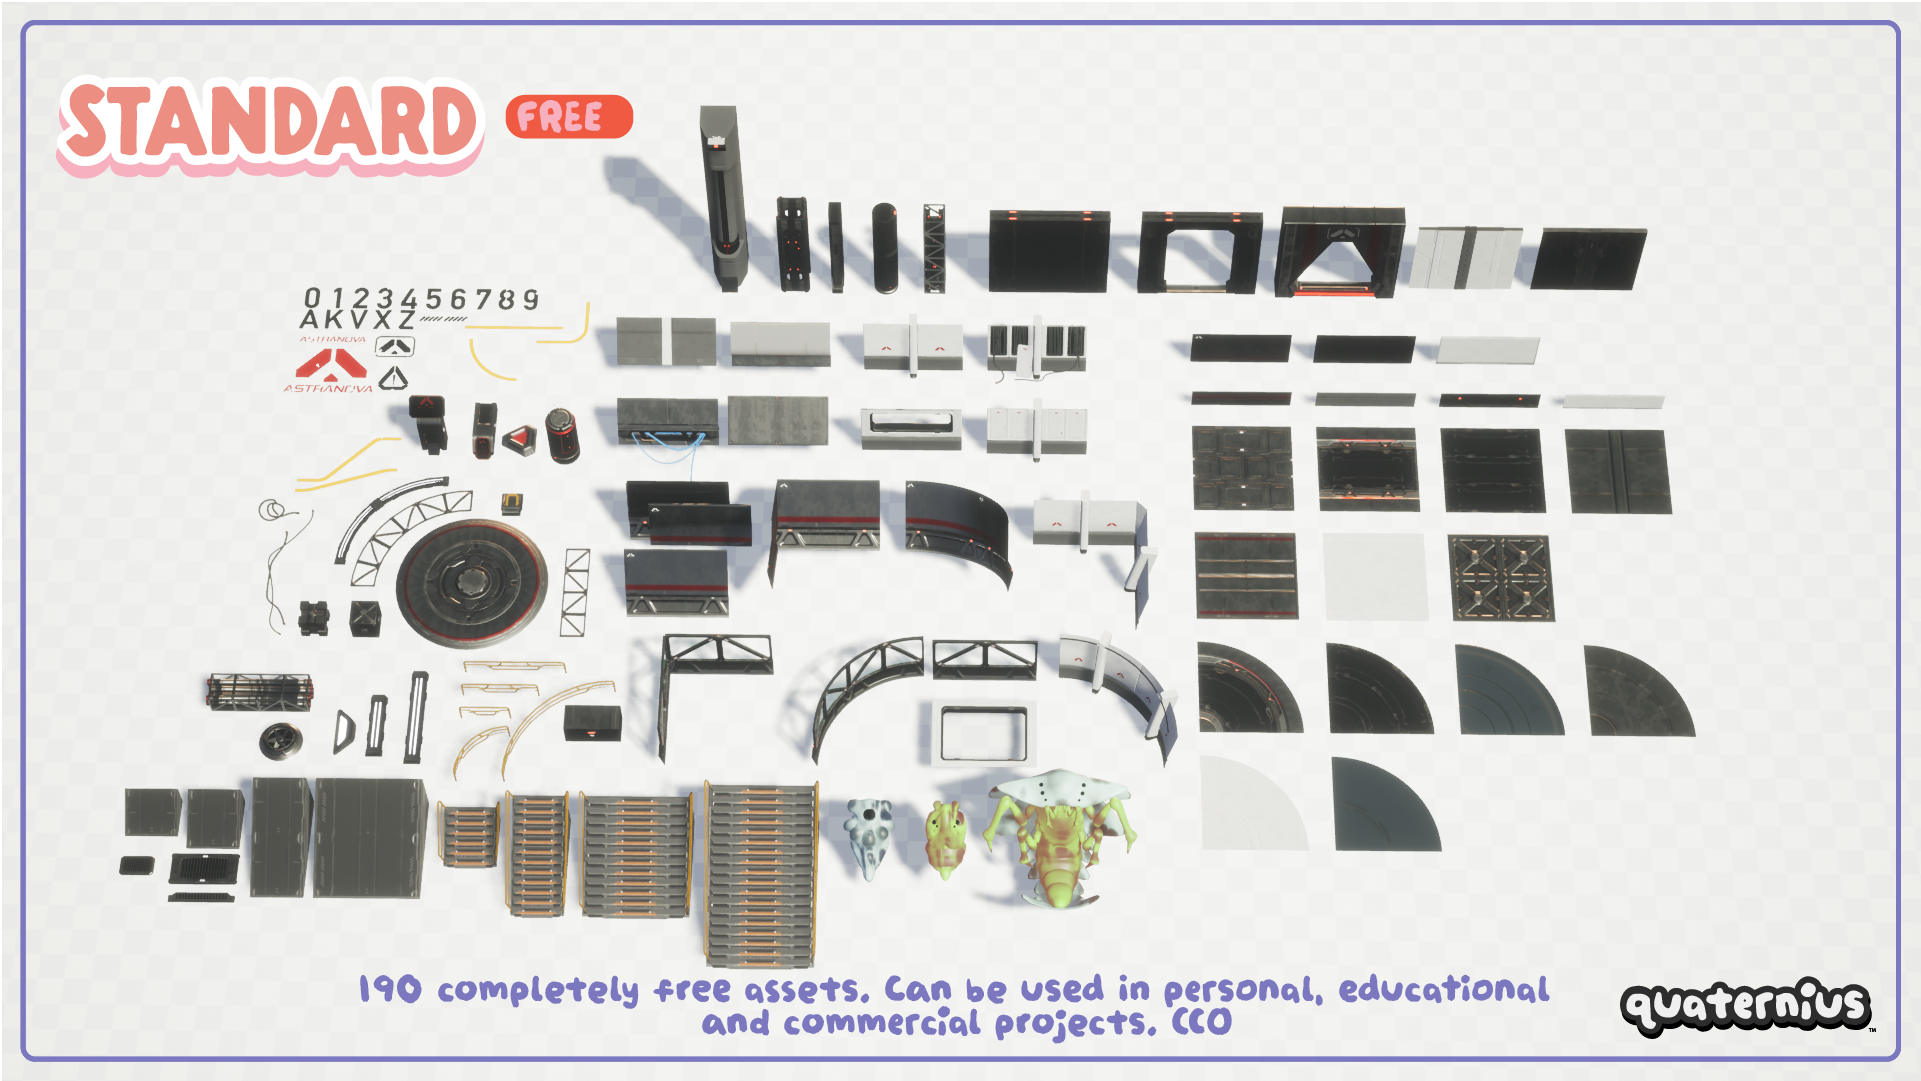 STANDARD
FREE
0123456789
AKVXZ
ASTRANOVA
ASTRANOVA
190 completely free assets. Can be used in personal, educational
and commercial projects. CC0
quaternius
TM